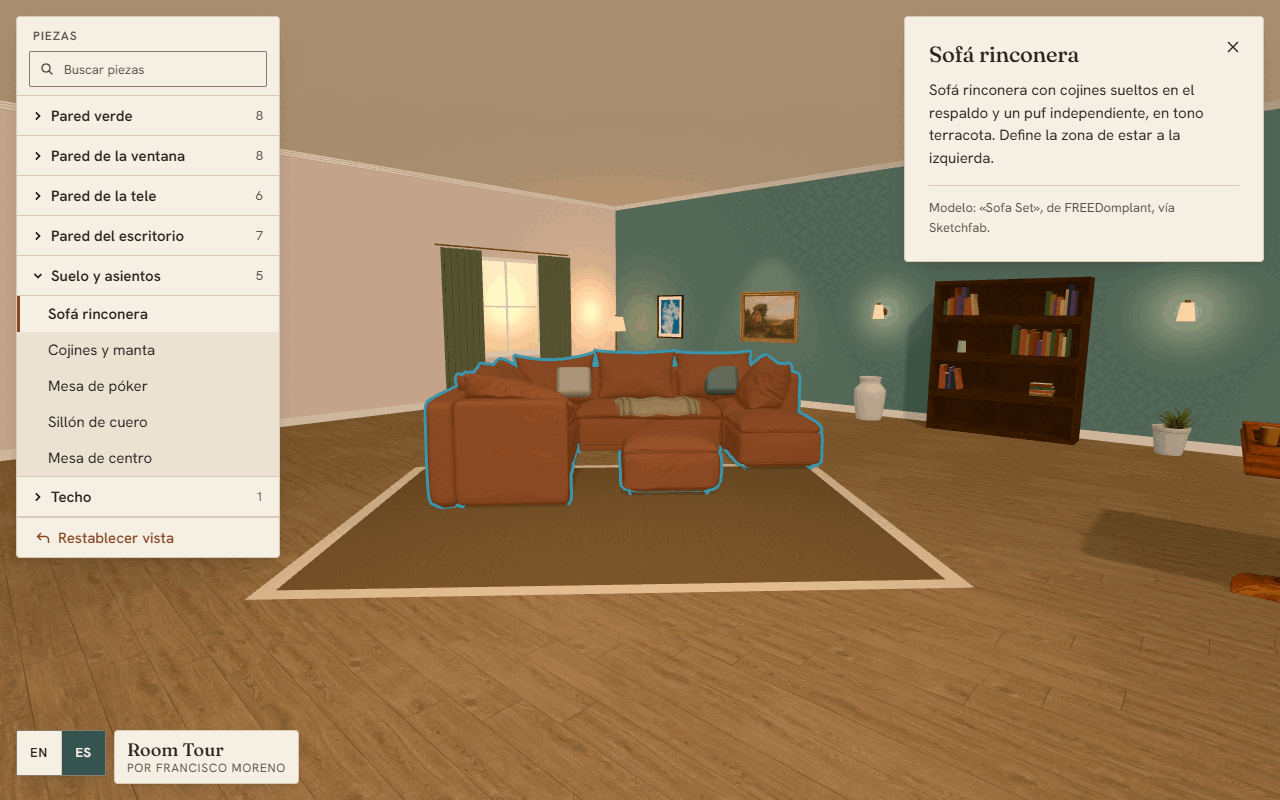 PIEZAS
Buscar piezas
Pared verde 8
Pared de la ventana 8
Pared de la tele 6
Pared del escritorio 7
Suelo y asientos 5
Sofá rinconera
Cojines y manta
Mesa de póker
Sillón de cuero
Mesa de centro
Techo 1
Restablecer vista
Sofá rinconera
Sofá rinconera con cojines sueltos en el
respaldo y un puf independiente, en tono
terracota. Define la zona de estar a la
izquierda.
Modelo: «Sofa Set», de FREEDomplant, vía
Sketchfab.
EN ES
Room Tour
POR FRANCISCO MORENO